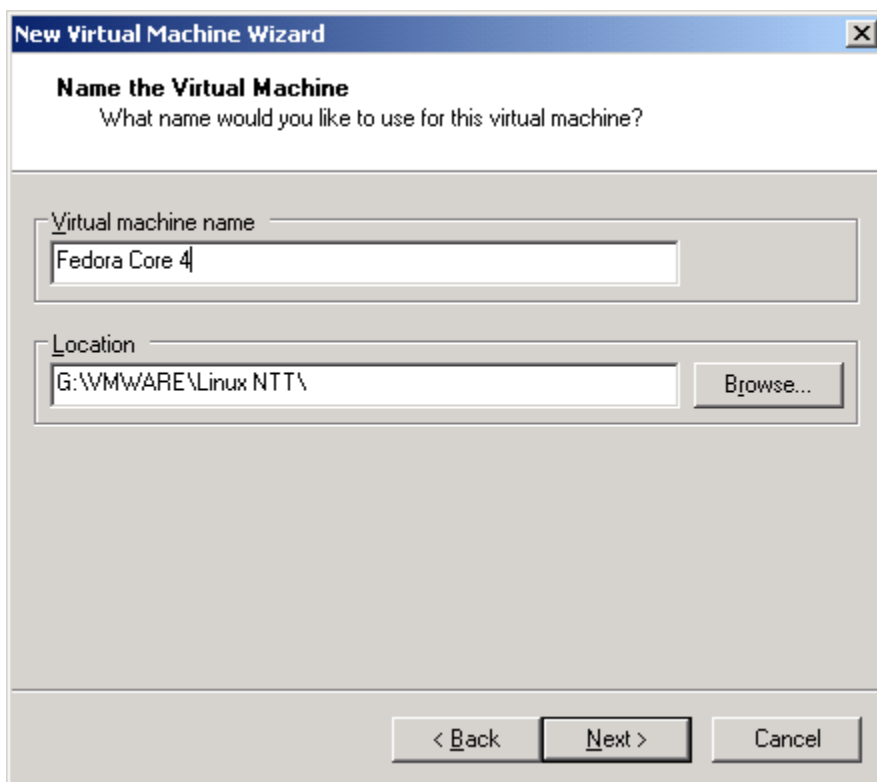 New Virtual Machine Wizard
Name the Virtual Machine
What name would you like to use for this virtual machine?
Virtual machine name
Fedora Core 4
Location
G:\VMWARE\Linux NTT\
Browse...
< Back
Next >
Cancel